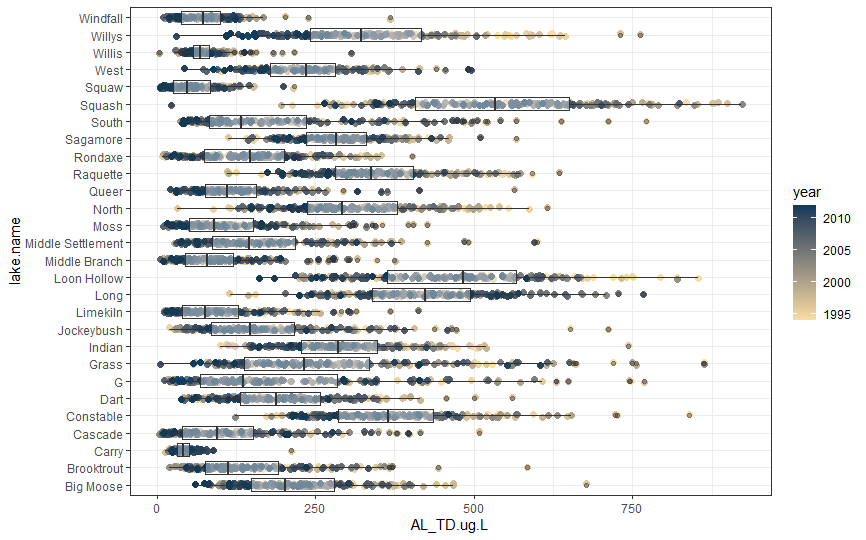 lake.name
Windfall
Willys
Willis
West
Squaw
Squash
South
Sagamore
Rondaxe
Raquette
Queer
North
Moss
Middle Settlement
Middle Branch
Loon Hollow
Long
Limekiln
Jockeybush
Indian
Grass
G
Dart
Constable
Cascade
Carry
Brooktrout
Big Moose
0 250 500 750
AL_TD.ug.L
year
2010
2005
2000
1995